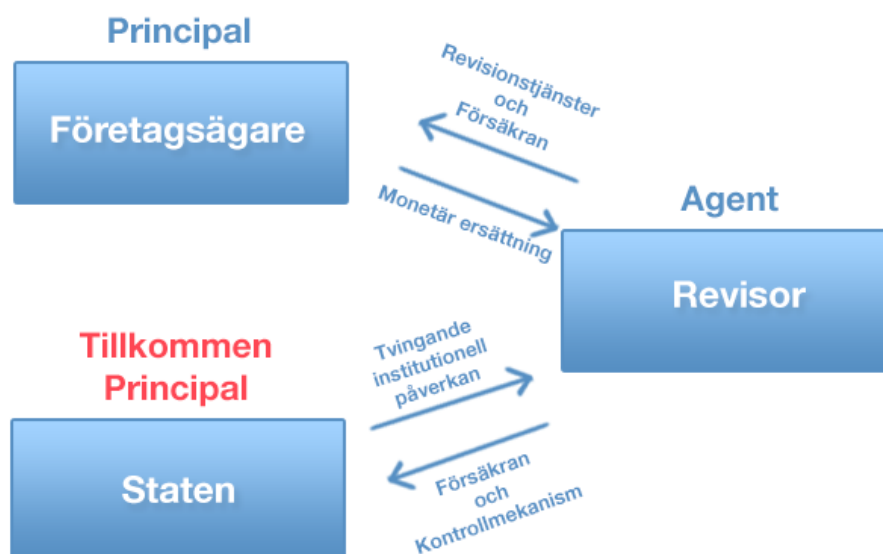 Principal
Företagsägare
Revisionstjänster
och
Försäkran
Monetär ersättning
Agent
Revisor
Tillkommen
Principal
Staten
Tvingande
institutionell
påverkan
Försäkran
och
Kontrollmekanism